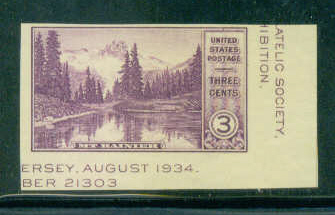 UNITED
STATES
POSTAGE
THREE
CENTS
3
MT. RAINIER
ATELIC SOCIETY,
HIBITION.
ERSEY, AUGUST 1934.
BER 21303